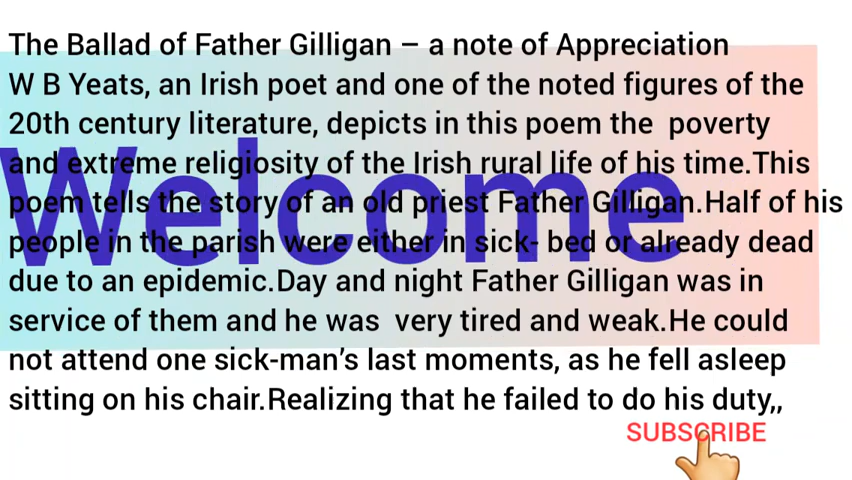 The Ballad of Father Gilligan – a note of Appreciation
W B Yeats, an Irish poet and one of the noted figures of the
20th century literature, depicts in this poem the poverty
and extreme religiosity of the Irish rural life of his time.This
poem tells the story of an old priest Father Gilligan.Half of his
people in the parish were either in sick- bed or already dead
due to an epidemic.Day and night Father Gilligan was in
service of them and he was very tired and weak.He could
not attend one sick-man’s last moments, as he fell asleep
sitting on his chair.Realizing that he failed to do his duty,,
Welcome
SUBSCRIBE